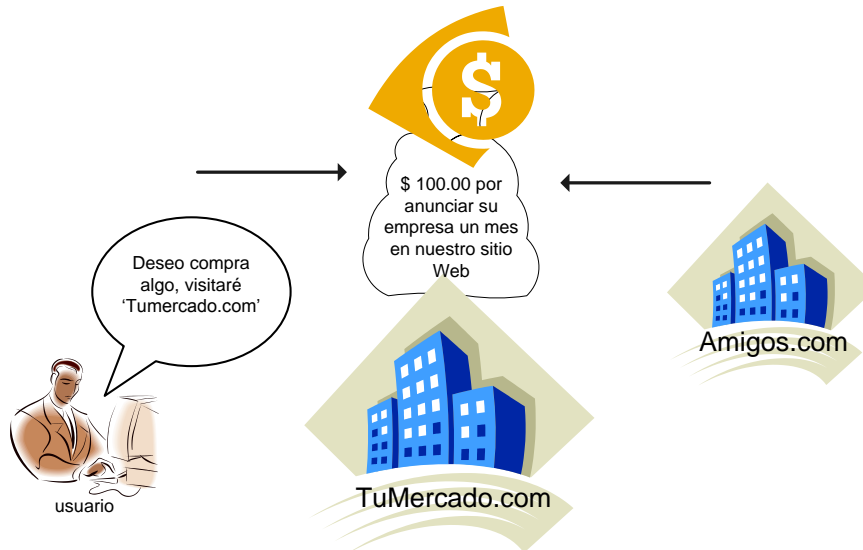 $ 100.00 por
anunciar su
empresa un mes
en nuestro sitio
Web
Deseo compra
algo, visitaré
‘Tumercado.com’
Amigos.com
TuMercado.com
usuario